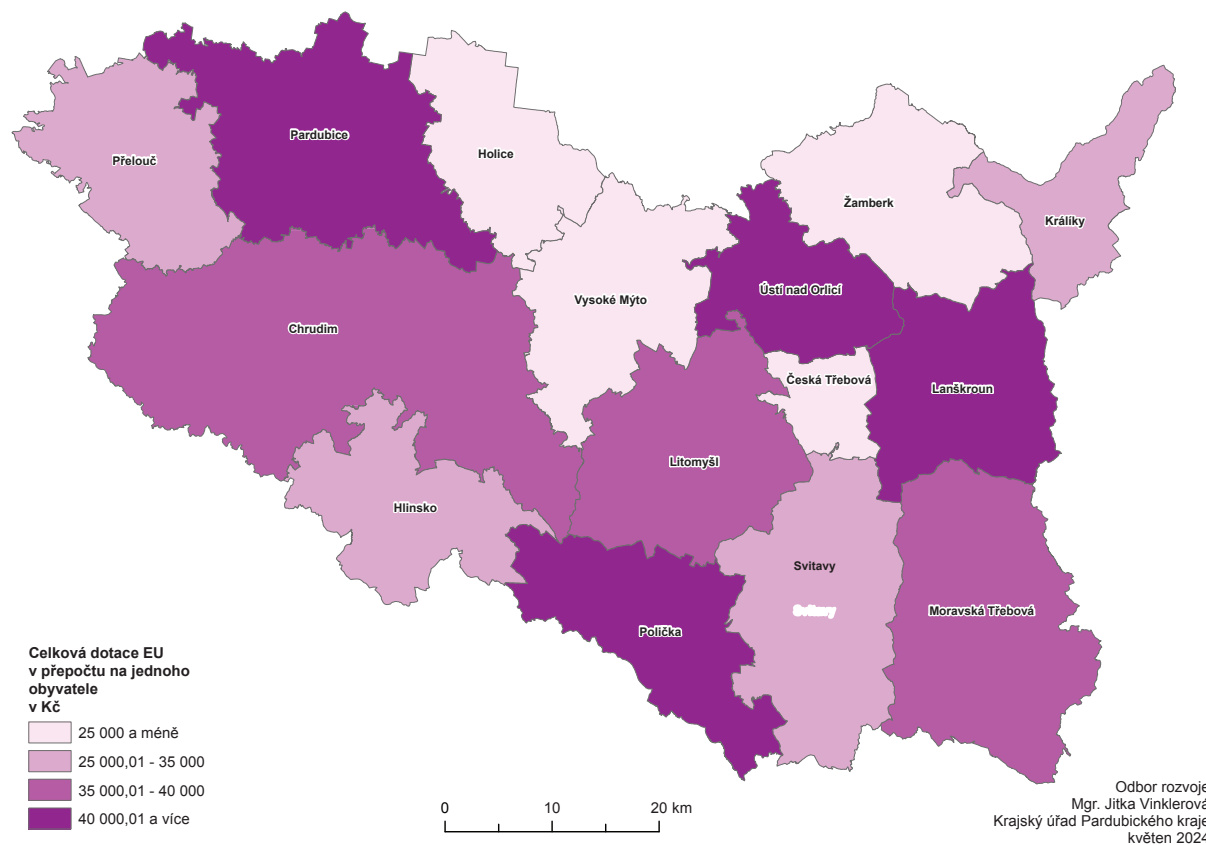 Pardubice
Holice
Přelouč
Žamberk
Králíky
Ústí nad Orlicí
Vysoké Mýto
Chrudim
Česká Třebová
Lanškroun
Litomyšl
Hlinsko
Svitavy
Svitavy
Moravská Třebová
Polička
Celková dotace EU
v přepočtu na jednoho
obyvatele
v Kč
25 000 a méně
25 000,01 - 35 000
35 000,01 - 40 000
40 000,01 a více
0 10 20 km
Odbor rozvoje
Mgr. Jitka Vinklerová
Krajský úřad Pardubického kraje
květen 2024